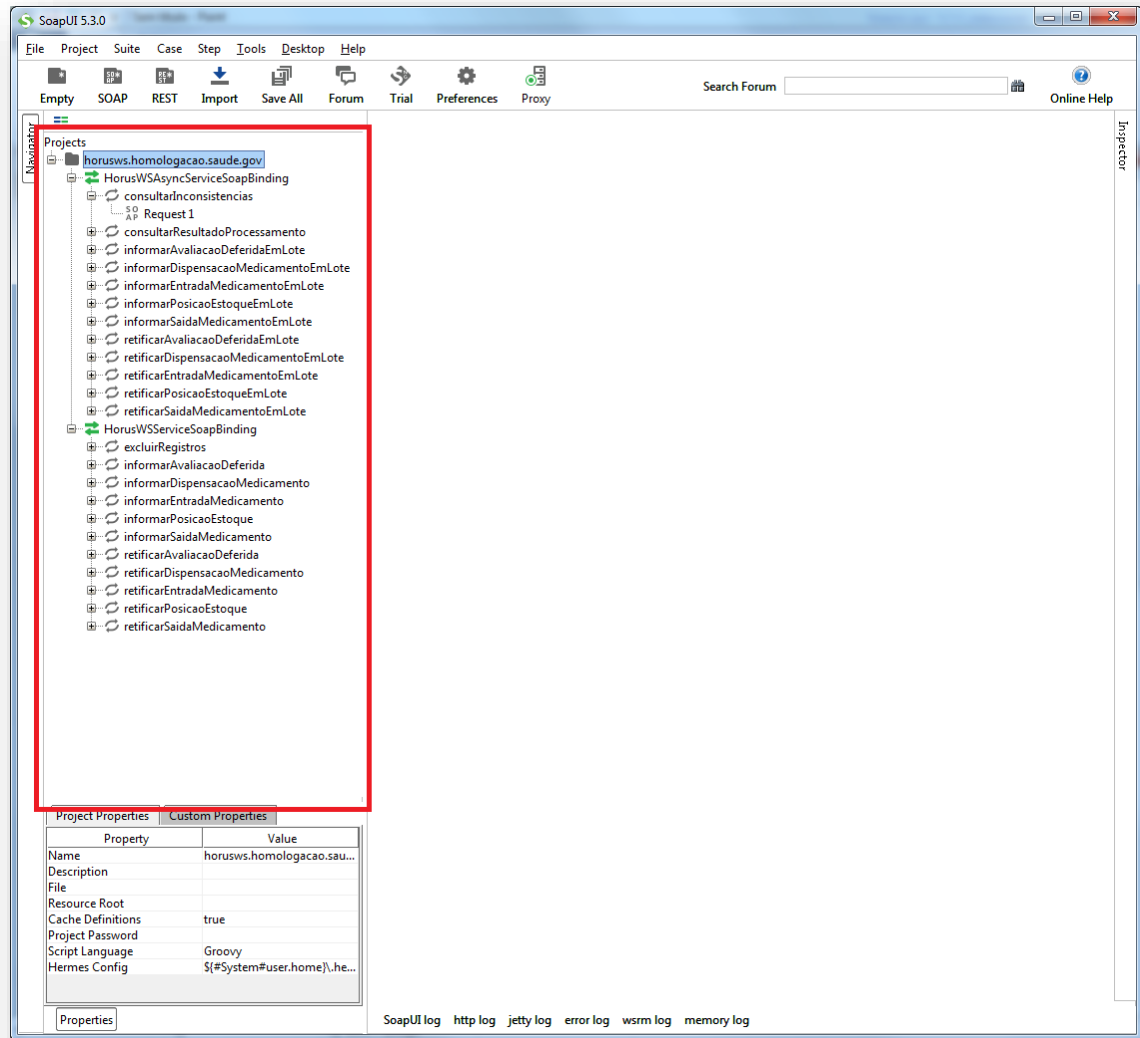 SoapUI 5.3.0
File Project Suite Case Step Tools Desktop Help
Empty SOAP REST Import Save All Forum Trial Preferences Proxy Search Forum Online Help
Navigator
Inspector
Projects
horusws.homologacao.saude.gov
HorusWSAsyncServiceSoapBinding
consultarInconsistencias
SOAP Request 1
consultarResultadoProcessamento
informarAvaliacaoDeferidaEmLote
informarDispensacaoMedicamentoEmLote
informarEntradaMedicamentoEmLote
informarPosicaoEstoqueEmLote
informarSaidaMedicamentoEmLote
retificarAvaliacaoDeferidaEmLote
retificarDispensacaoMedicamentoEmLote
retificarEntradaMedicamentoEmLote
retificarPosicaoEstoqueEmLote
retificarSaidaMedicamentoEmLote
HorusWSServiceSoapBinding
excluirRegistros
informarAvaliacaoDeferida
informarDispensacaoMedicamento
informarEntradaMedicamento
informarPosicaoEstoque
informarSaidaMedicamento
retificarAvaliacaoDeferida
retificarDispensacaoMedicamento
retificarEntradaMedicamento
retificarPosicaoEstoque
retificarSaidaMedicamento
Project Properties Custom Properties
Property Value
Name horusws.homologacao.sau...
Description
File
Resource Root
Cache Definitions true
Project Password
Script Language Groovy
Hermes Config ${#System#user.home}\.he...
Properties
SoapUI log http log jetty log error log wsrm log memory log